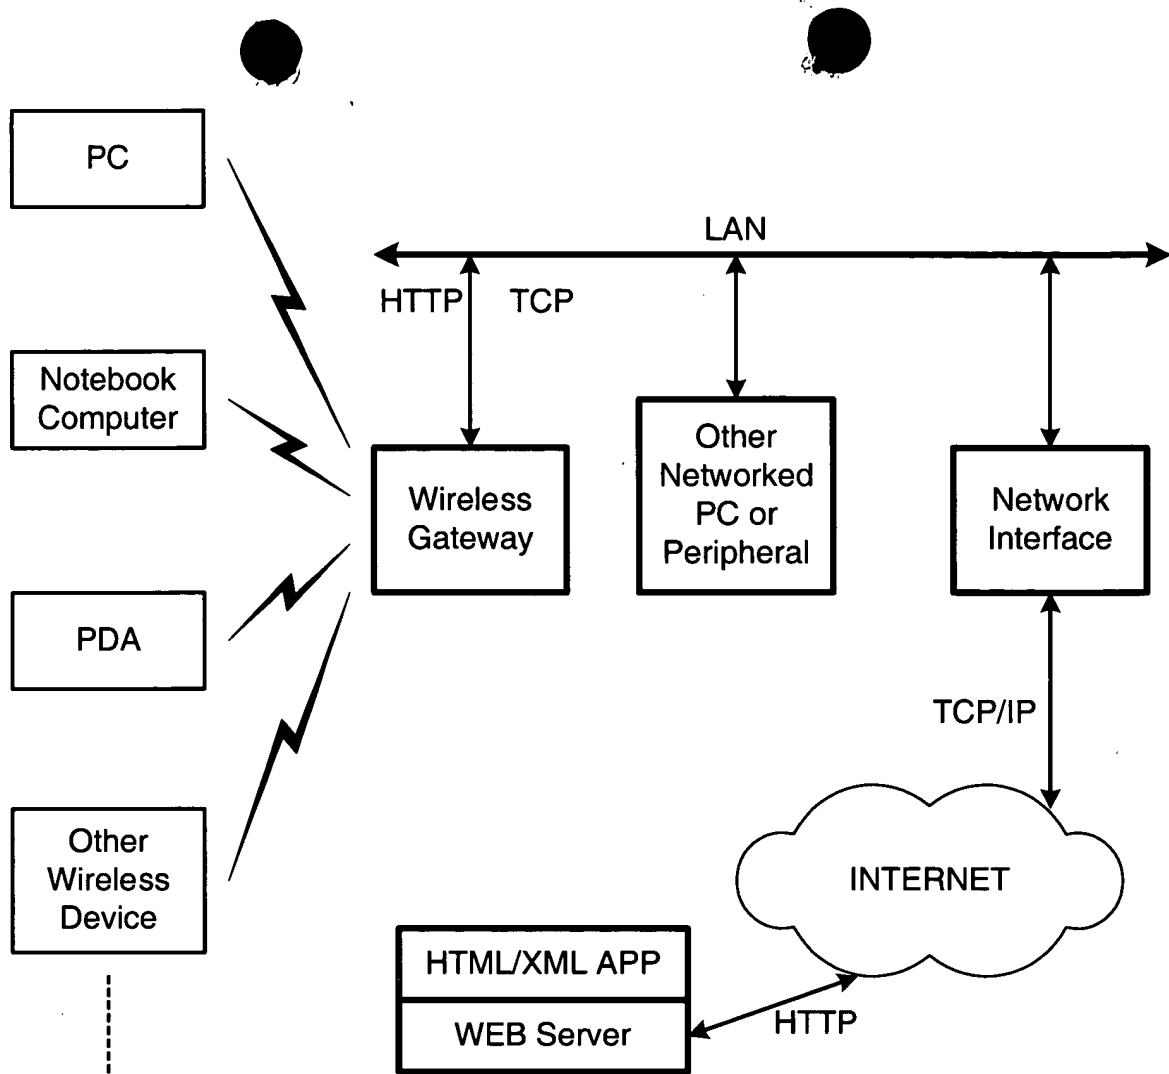 PC
LAN
HTTP
TCP
Notebook
Computer
Wireless
Gateway
Other
Networked
PC or
Peripheral
Network
Interface
PDA
TCP/IP
Other
Wireless
Device
INTERNET
HTML/XML APP
WEB Server
HTTP